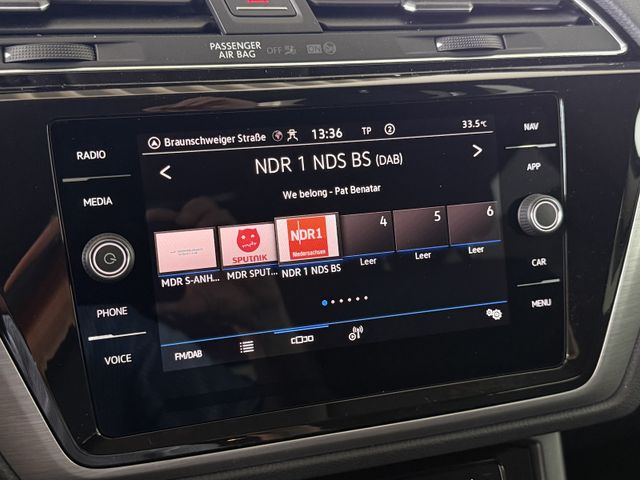 PASSENGER
AIR BAG OFF ON
Braunschweiger Straße 13:36 TP 2 33.5°C
RADIO
MEDIA
PHONE
VOICE
NAV
APP
CAR
MENU
< NDR 1 NDS BS (DAB) >
We belong - Pat Benatar
SPUTNIK
NDR1
Niedersachsen
4
5
6
MDR S-ANH... MDR SPUT... NDR 1 NDS BS Leer Leer Leer
FM/DAB